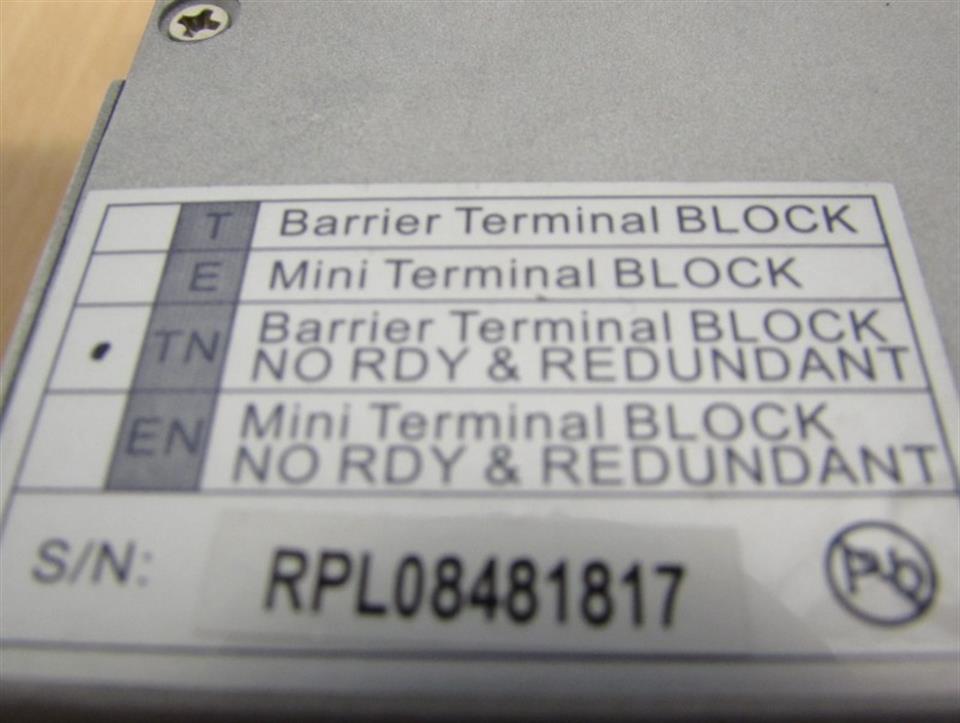 T Barrier Terminal BLOCK
E Mini Terminal BLOCK
TN Barrier Terminal BLOCK
NO RDY & REDUNDANT
EN Mini Terminal BLOCK
NO RDY & REDUNDANT
S/N: RPL08481817 Pb